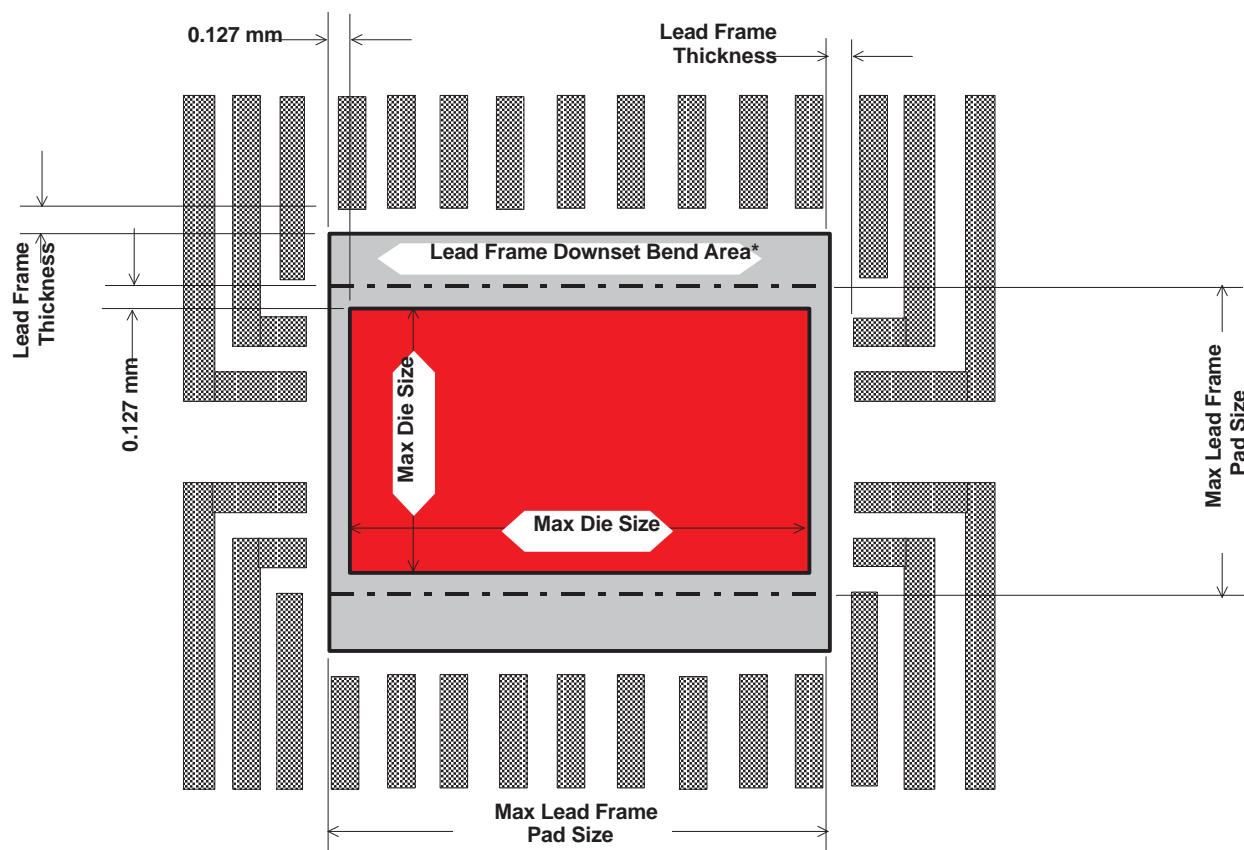 0.127 mm
Lead Frame
Thickness
Lead Frame
Thickness
Lead Frame Downset Bend Area*
0.127 mm
Max Die Size
Max Die Size
Max Lead Frame
Pad Size
Max Lead Frame
Pad Size